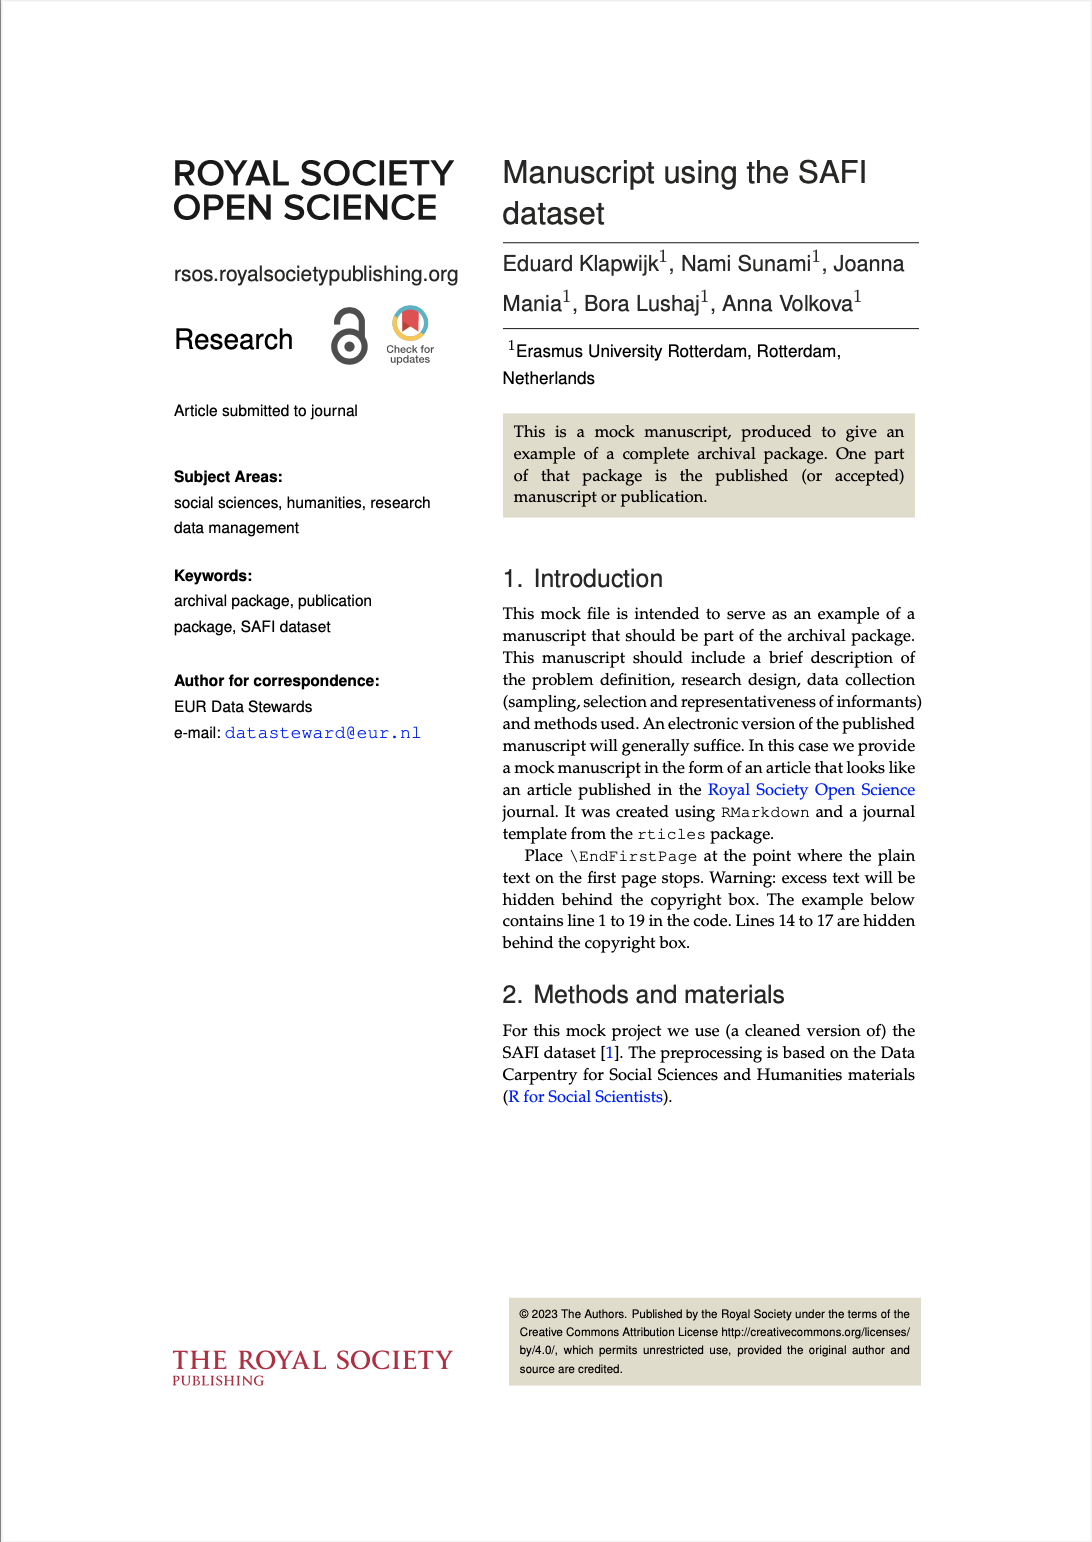 ROYAL SOCIETY
OPEN SCIENCE
rsos.royalsocietypublishing.org
Research
Check for
updates
Article submitted to journal
Subject Areas:
social sciences, humanities, research
data management
Keywords:
archival package, publication
package, SAFI dataset
Author for correspondence:
EUR Data Stewards
e-mail: datasteward@eur.nl
Manuscript using the SAFI
dataset
Eduard Klapwijk1, Nami Sunami1, Joanna
Mania1, Bora Lushaj1, Anna Volkova1
1Erasmus University Rotterdam, Rotterdam,
Netherlands
This is a mock manuscript, produced to give an
example of a complete archival package. One part
of that package is the published (or accepted)
manuscript or publication.
1. Introduction
This mock file is intended to serve as an example of a
manuscript that should be part of the archival package.
This manuscript should include a brief description of
the problem definition, research design, data collection
(sampling, selection and representativeness of informants)
and methods used. An electronic version of the published
manuscript will generally suffice. In this case we provide
a mock manuscript in the form of an article that looks like
an article published in the Royal Society Open Science
journal. It was created using RMarkdown and a journal
template from the rticles package.
Place \EndFirstPage at the point where the plain
text on the first page stops. Warning: excess text will be
hidden behind the copyright box. The example below
contains line 1 to 19 in the code. Lines 14 to 17 are hidden
behind the copyright box.
2. Methods and materials
For this mock project we use (a cleaned version of) the
SAFI dataset [1]. The preprocessing is based on the Data
Carpentry for Social Sciences and Humanities materials
(R for Social Scientists).
© 2023 The Authors. Published by the Royal Society under the terms of the
Creative Commons Attribution License http://creativecommons.org/licenses/
by/4.0/, which permits unrestricted use, provided the original author and
source are credited.
THE ROYAL SOCIETY
PUBLISHING